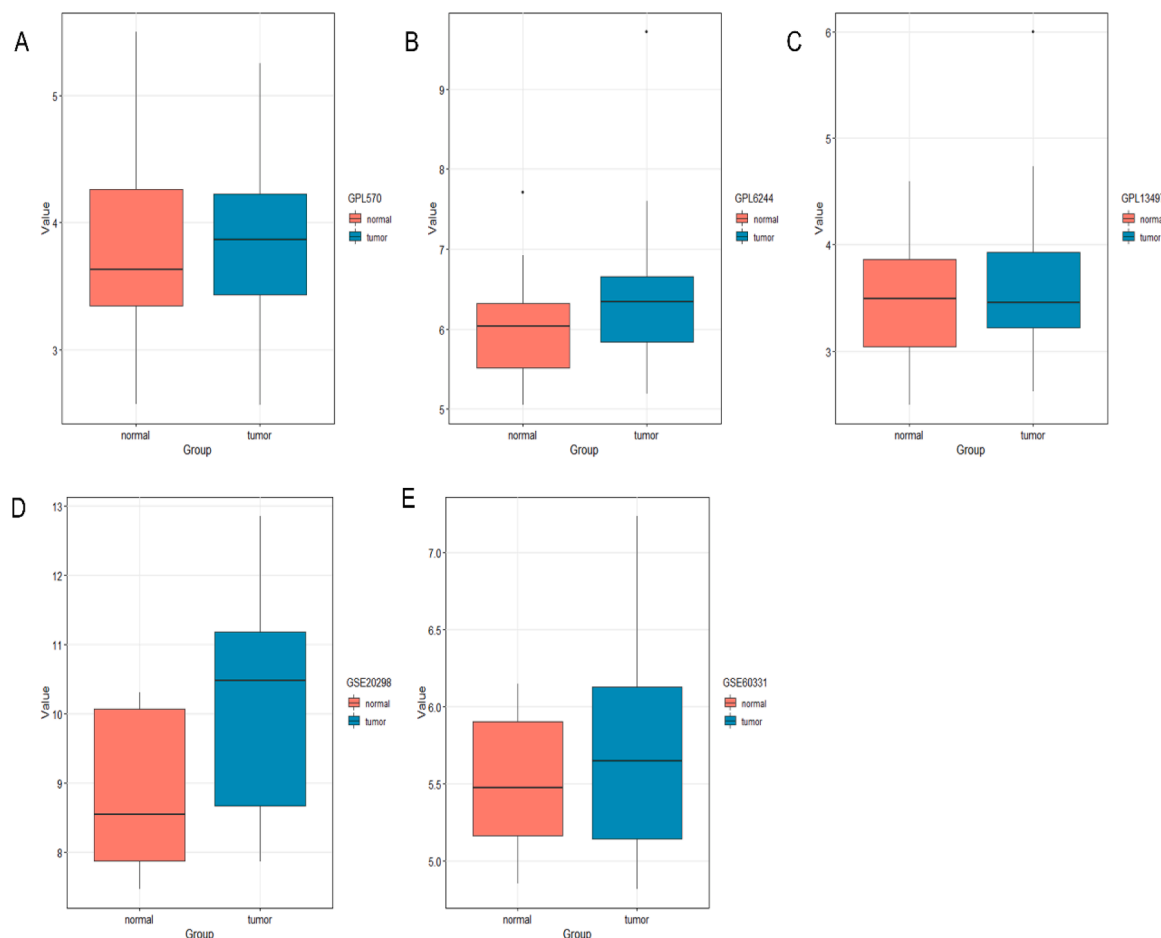 A
Value
5
4
3
normal
tumor
Group
GPL570
normal
tumor
B
Value
9
8
7
6
5
normal
tumor
Group
GPL6244
normal
tumor
C
Value
6
5
4
3
normal
tumor
Group
GPL1349
normal
tumor
D
Value
13
12
11
10
9
8
normal
tumor
Group
GSE20298
normal
tumor
E
Value
7.0
6.5
6.0
5.5
5.0
normal
tumor
Group
GSE60331
normal
tumor